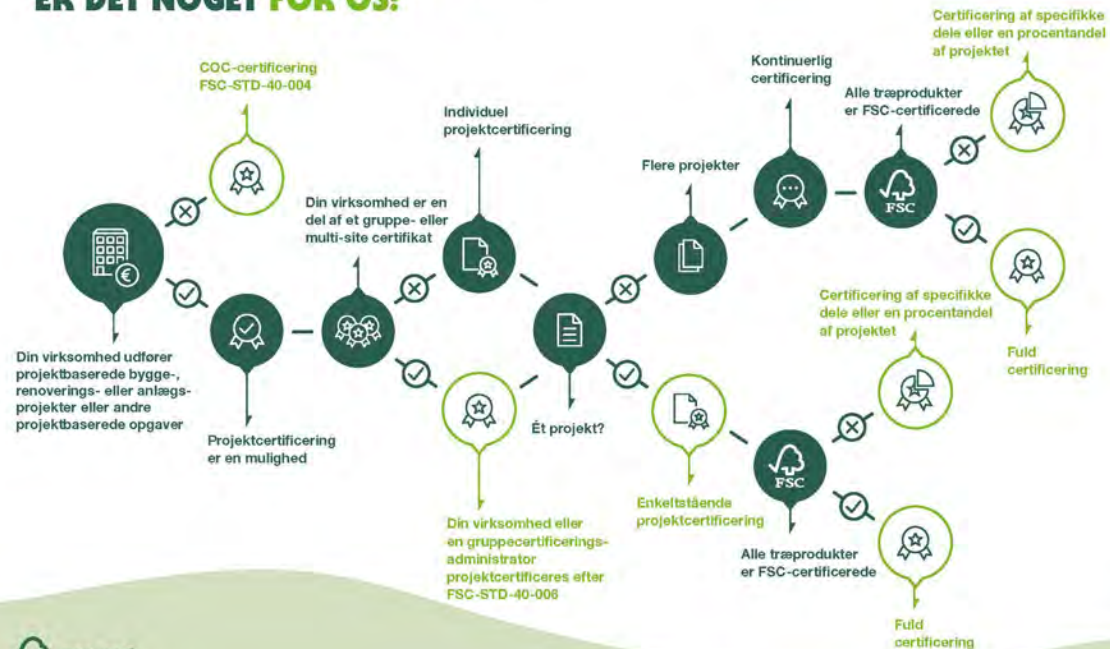 ER DET NOGET FOR OS?
COC-certificering
FSC-STD-40-004
Din virksomhed udfører
projektbaserede bygge-,
renoverings- eller anlægs-
projekter eller andre
projektbaserede opgaver
€
Projektcertificering
er en mulighed
Din virksomhed er en
del af et gruppe- eller
multi-site certifikat
Individuel
projektcertificering
Din virksomhed eller
en gruppecertificerings-
administrator
projektcertificeres efter
FSC-STD-40-006
Ét projekt?
Flere projekter
Kontinuerlig
certificering
Alle træprodukter
er FSC-certificerede
FSC
Certificering af specifikke
dele eller en procentandel
af projektet
Fuld
certificering
Enkeltstående
projektcertificering
FSC
Alle træprodukter
er FSC-certificerede
Certificering af specifikke
dele eller en procentandel
af projektet
Fuld
certificering